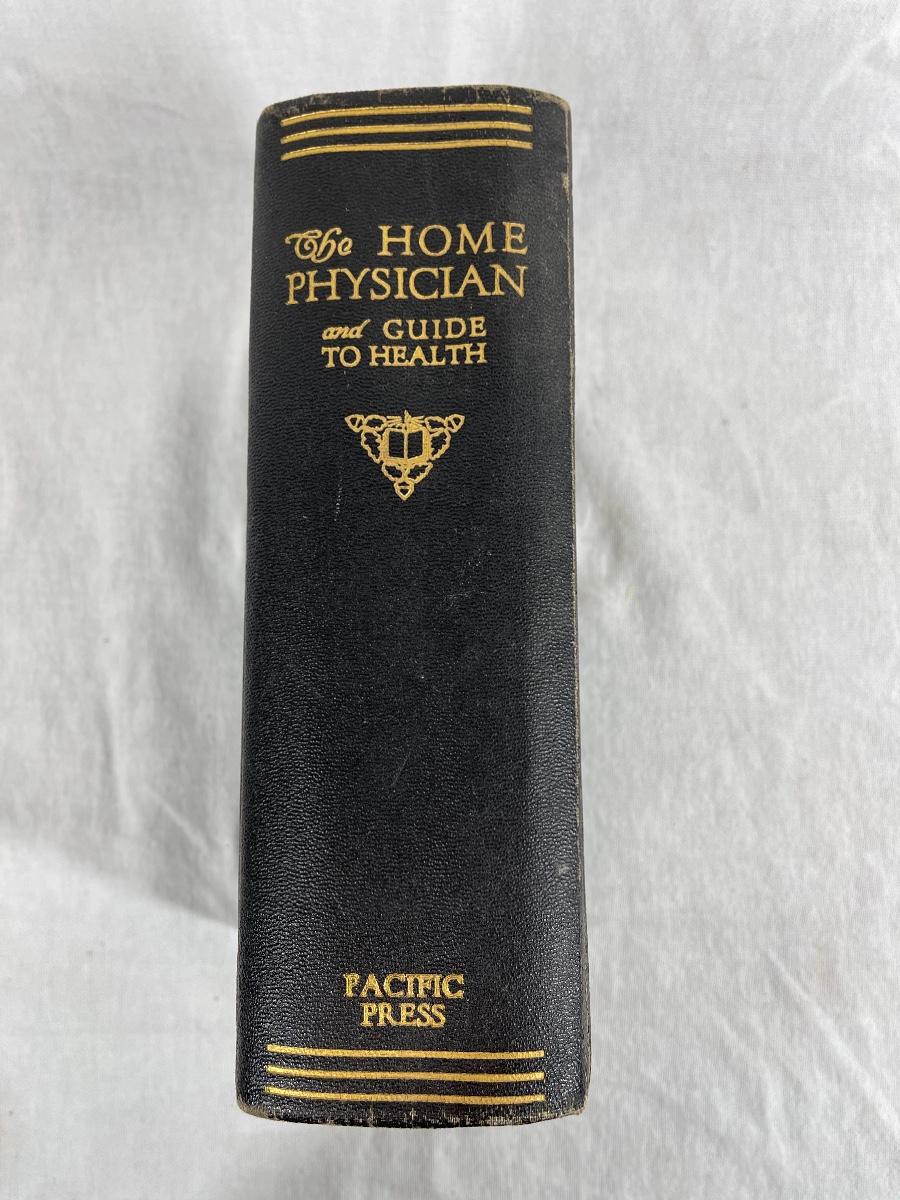 The HOME
PHYSICIAN
and GUIDE
TO HEALTH
PACIFIC
PRESS